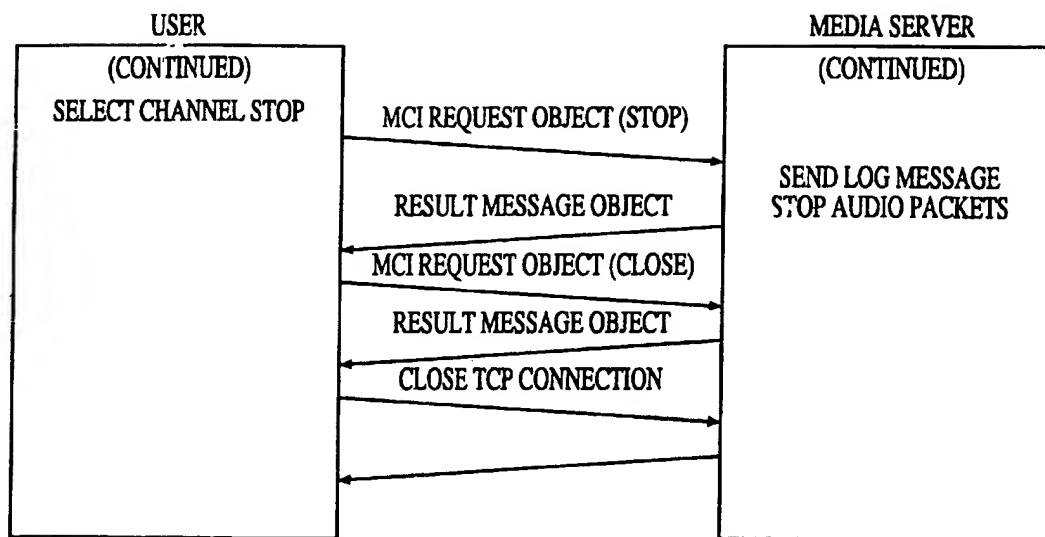 USER
MEDIA SERVER
(CONTINUED)
(CONTINUED)
SELECT CHANNEL STOP
MCI REQUEST OBJECT (STOP)
SEND LOG MESSAGE
STOP AUDIO PACKETS
RESULT MESSAGE OBJECT
MCI REQUEST OBJECT (CLOSE)
RESULT MESSAGE OBJECT
CLOSE TCP CONNECTION